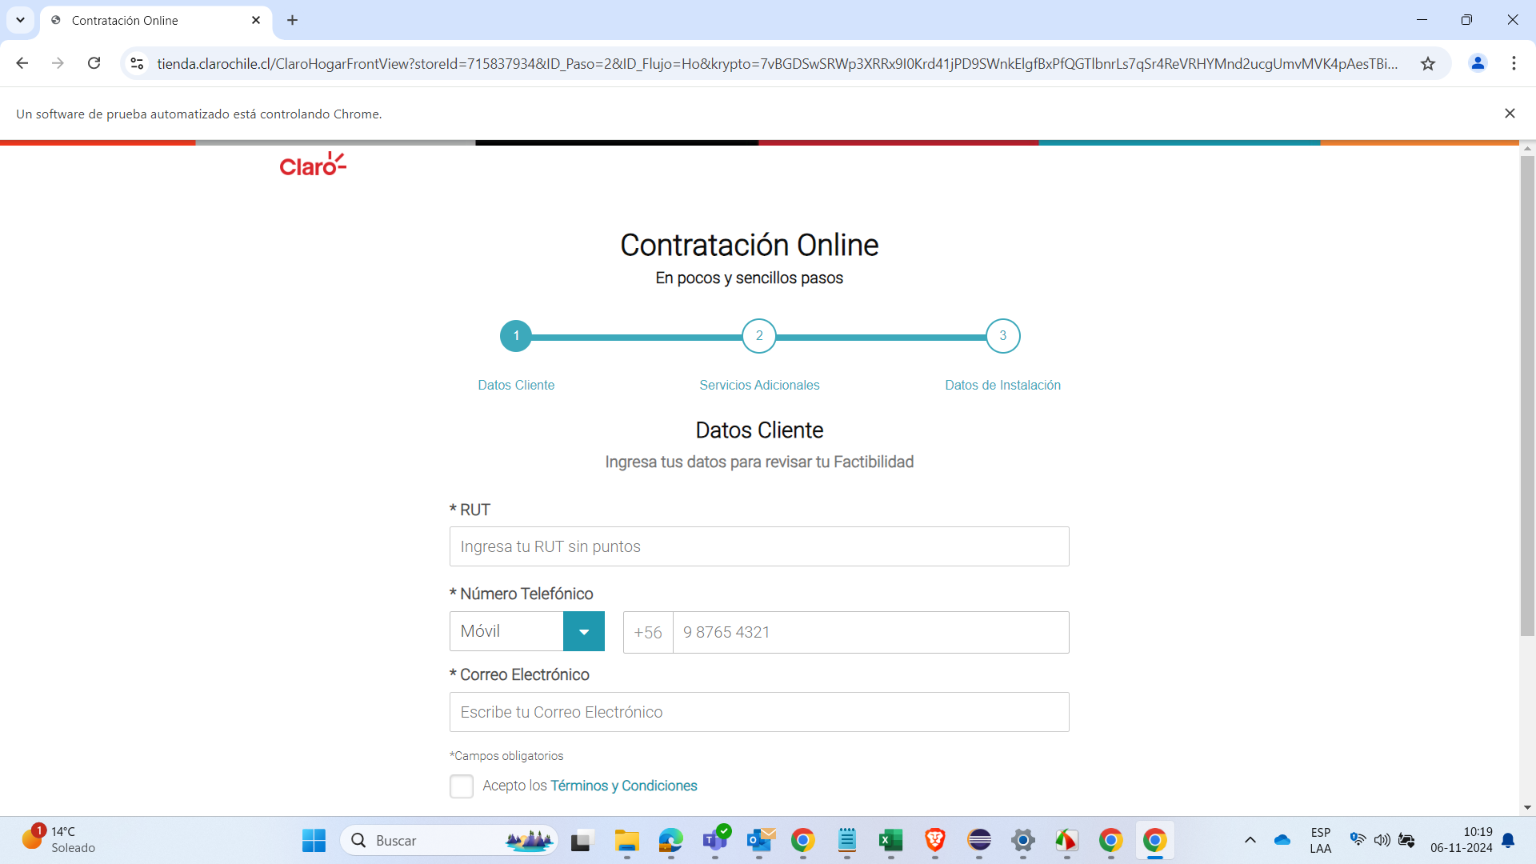 Contratación Online
tienda.clarochile.cl/ClaroHogarFrontView?storeId=715837934&ID_Paso=2&ID_Flujo=Ho&krypto=7vBGDSwSRWp3XRRx9I0Krd41jPD9SWnkElgfBxPfQGTlbnrLs7qSr4ReVRHYMnd2ucgUmvMVK4pAesTBi...
Un software de prueba automatizado está controlando Chrome.
Claro
Contratación Online
En pocos y sencillos pasos
1 2 3
Datos Cliente Servicios Adicionales Datos de Instalación
Datos Cliente
Ingresa tus datos para revisar tu Factibilidad
* RUT
Ingresa tu RUT sin puntos
* Número Telefónico
Móvil +56 9 8765 4321
* Correo Electrónico
Escribe tu Correo Electrónico
*Campos obligatorios
Acepto los Términos y Condiciones
1 14°C
Soleado
Buscar
ESP
LAA
10:19
06-11-2024